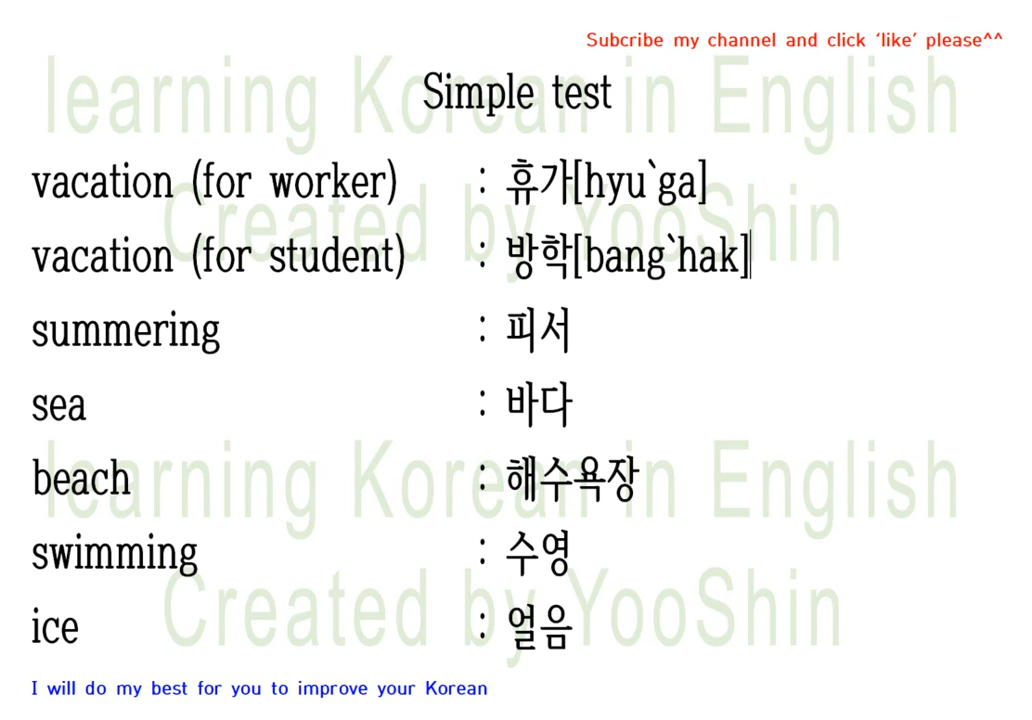 Subcribe my channel and click ‘like’ please^^
learning Korean in English
Simple test
vacation (for worker) : 휴가[hyu`ga]
Created by YooShin
vacation (for student) : 방학[bang`hak]
summering : 피서
sea : 바다
learning Korean in English
beach : 해수욕장
swimming : 수영
Created by YooShin
ice : 얼음
I will do my best for you to improve your Korean